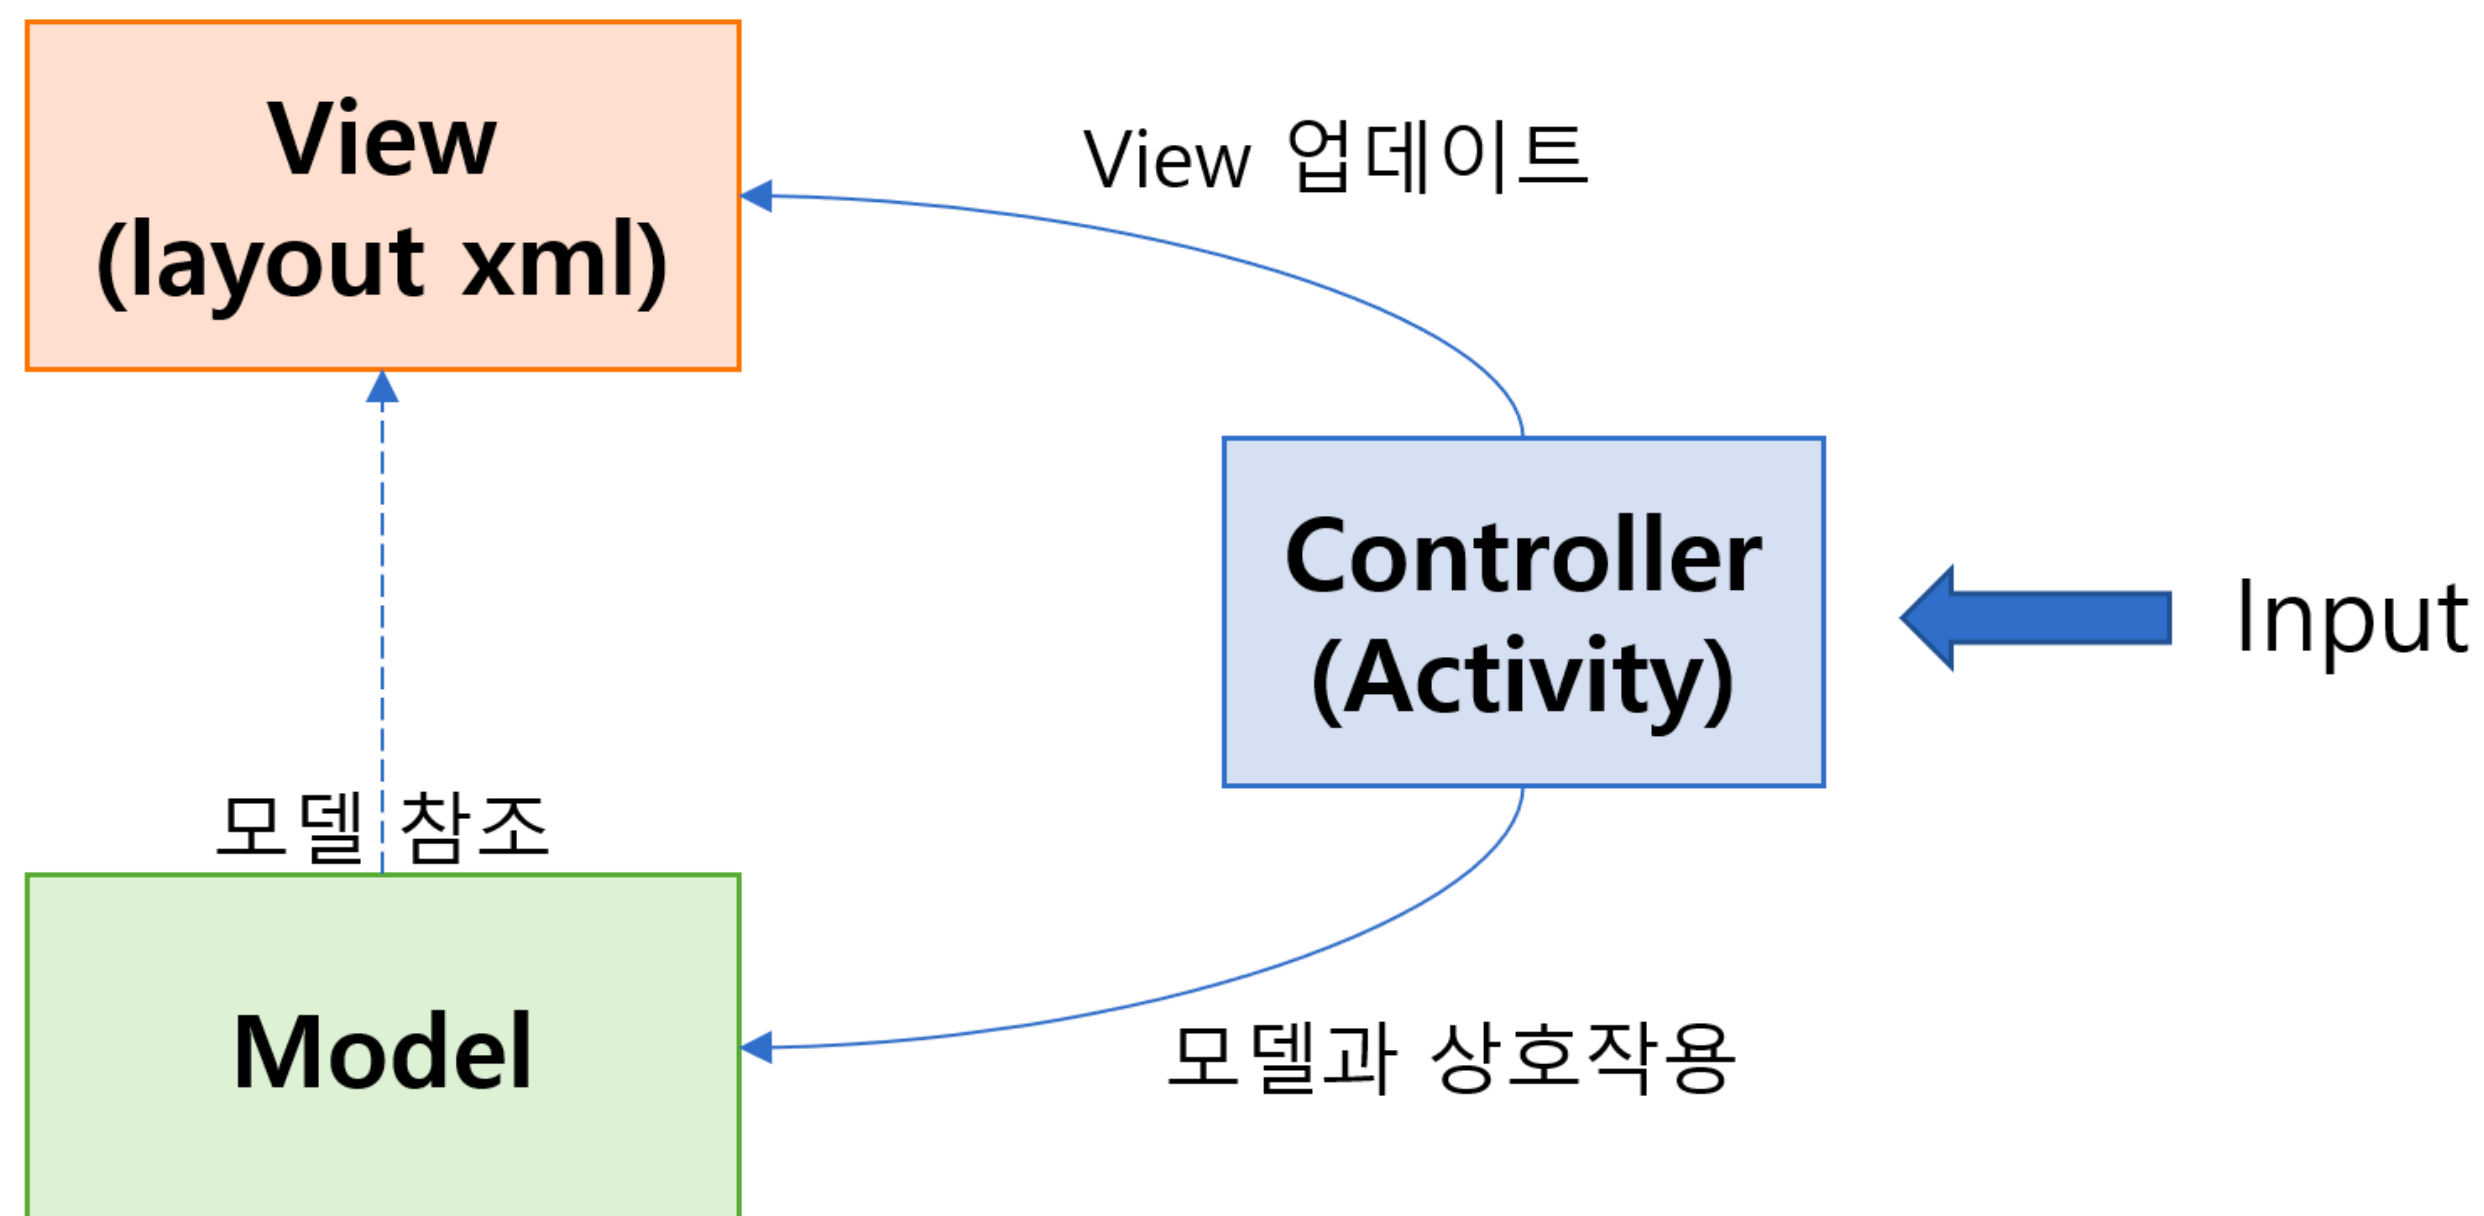 View
(layout xml)
View 업데이트
Controller
(Activity)
Input
모델 참조
Model
모델과 상호작용